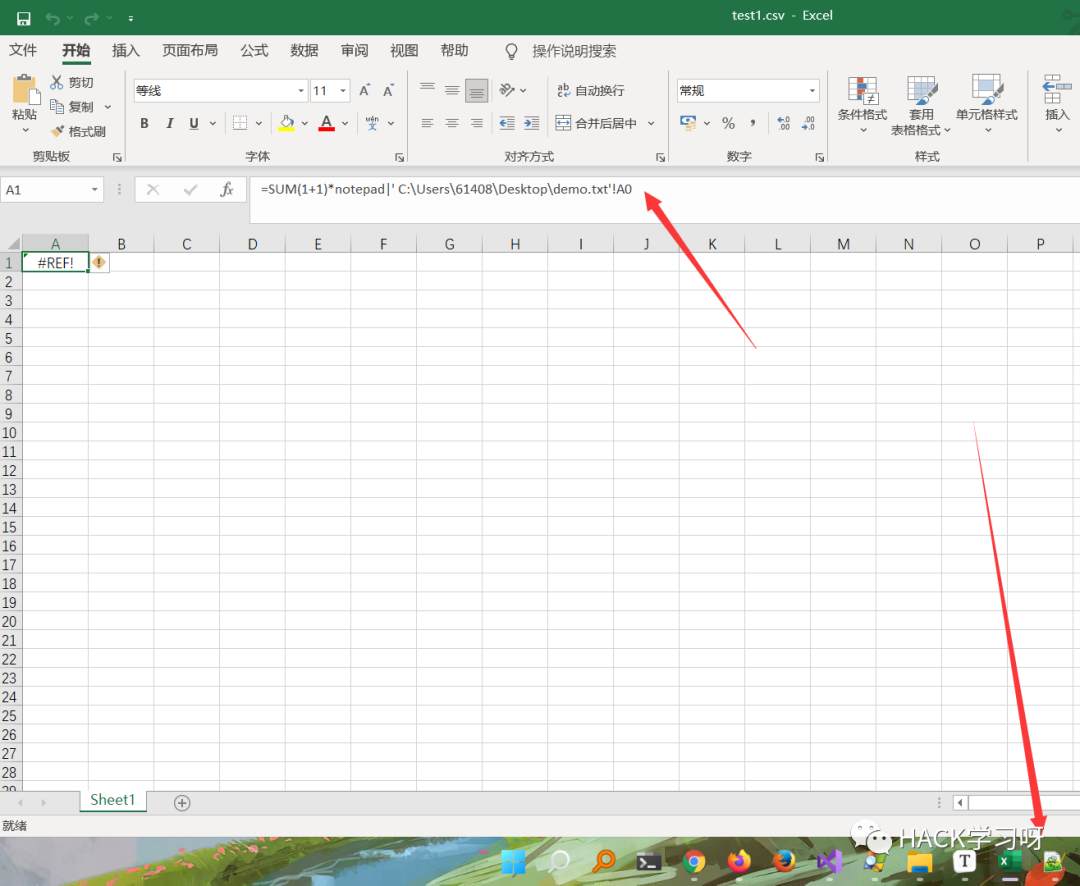 test1.csv - Excel
文件 开始 插入 页面布局 公式 数据 审阅 视图 帮助 操作说明搜索
剪切
复制
格式刷
粘贴
剪贴板
等线 11 A A
B I U A wén 文
字体
ab 自动换行
合并后居中
对齐方式
常规
% , .00 .00
数字
条件格式 套用 表格格式 单元格样式
样式
插入
A1 fx =SUM(1+1)*notepad|' C:\Users\61408\Desktop\demo.txt'!A0
A B C D E F G H I J K L M N O P
1 #REF! !
2
3
4
5
6
7
8
9
10
11
12
13
14
15
16
17
18
19
20
21
22
23
24
25
26
27
28
29
Sheet1
就绪
HACK学习呀
T